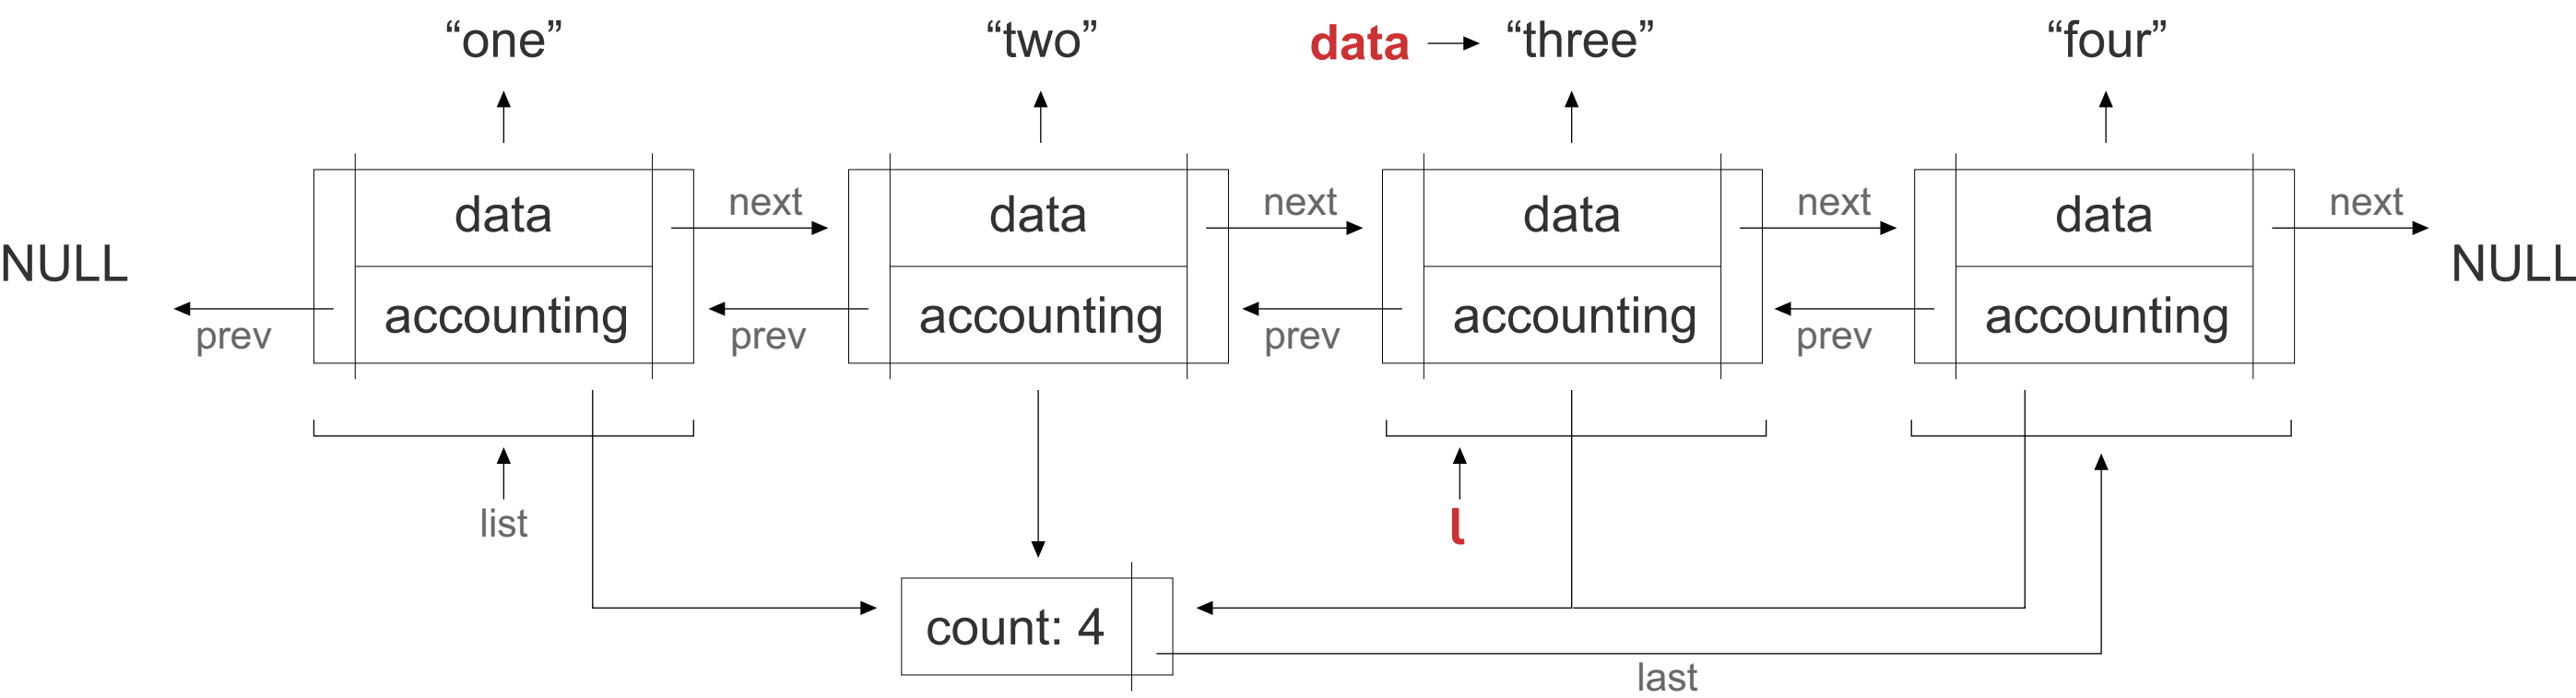 “one” “two” data “three” “four”
data next data next data next data next
NULL NULL
prev accounting prev accounting prev accounting prev accounting
list l
count: 4
last